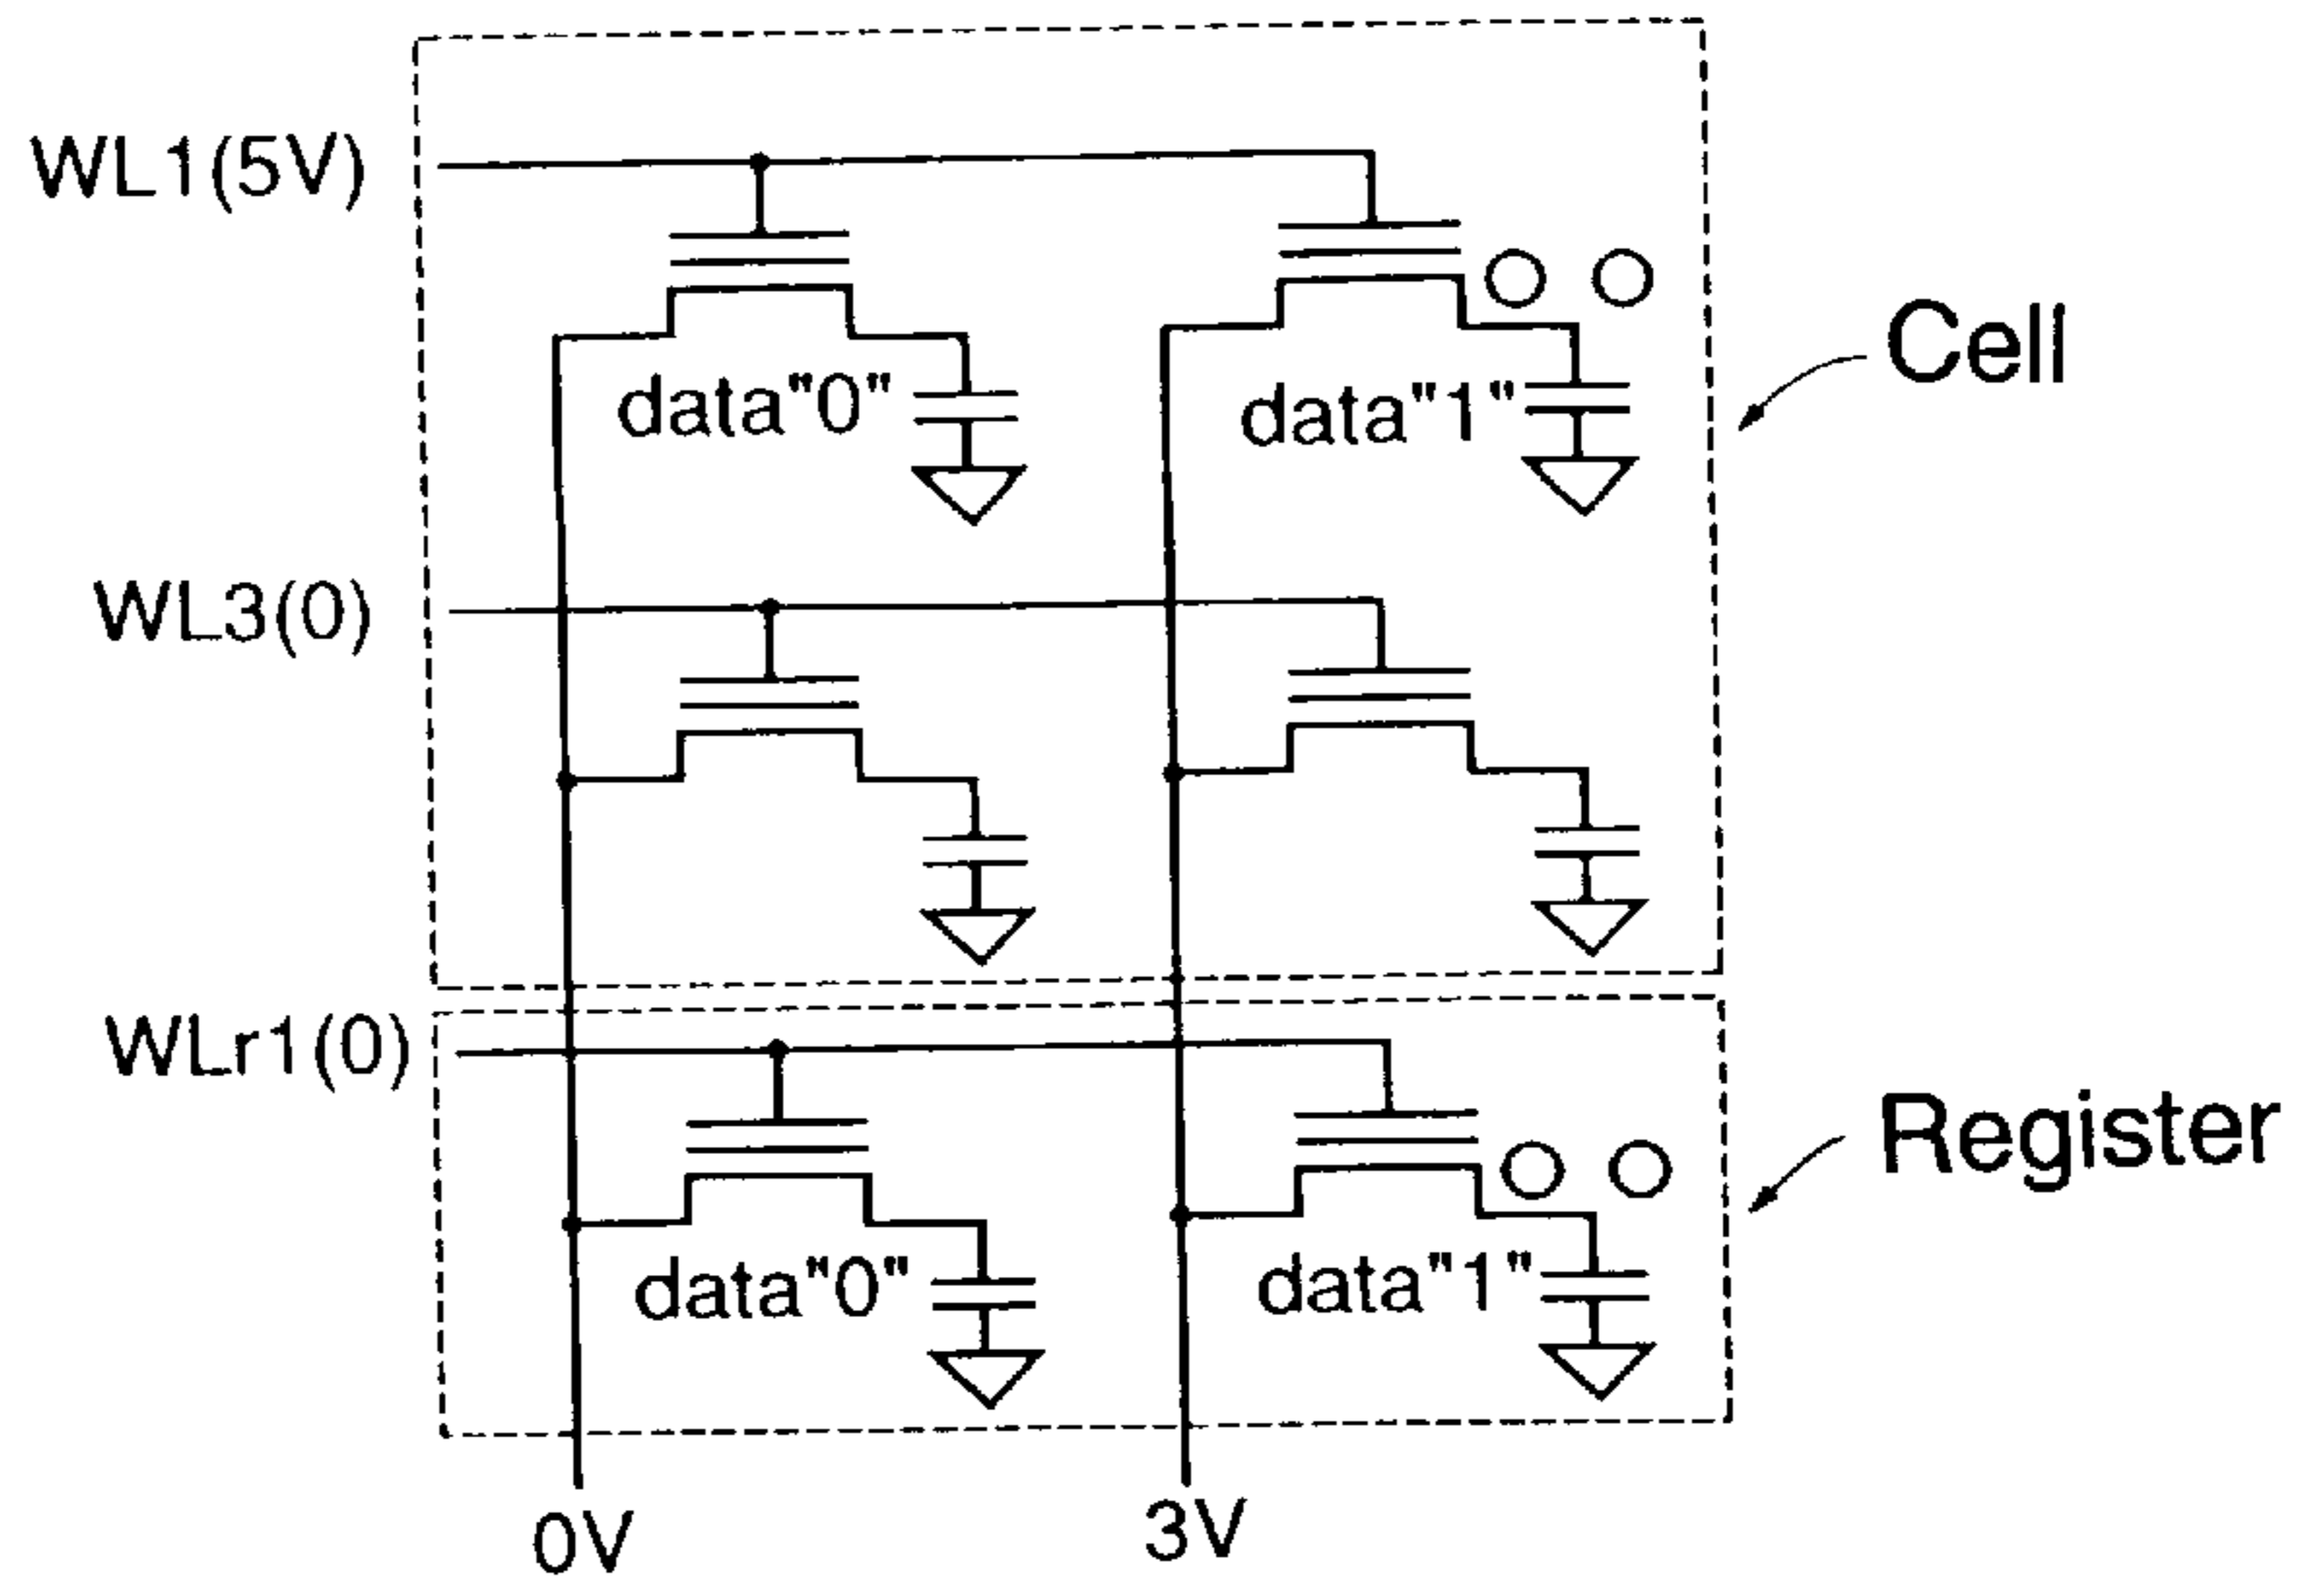 WL1(5V)
data"0"
data"1"
Cell
WL3(0)
WLr1(0)
Register
data"0"
data"1"
0V
3V